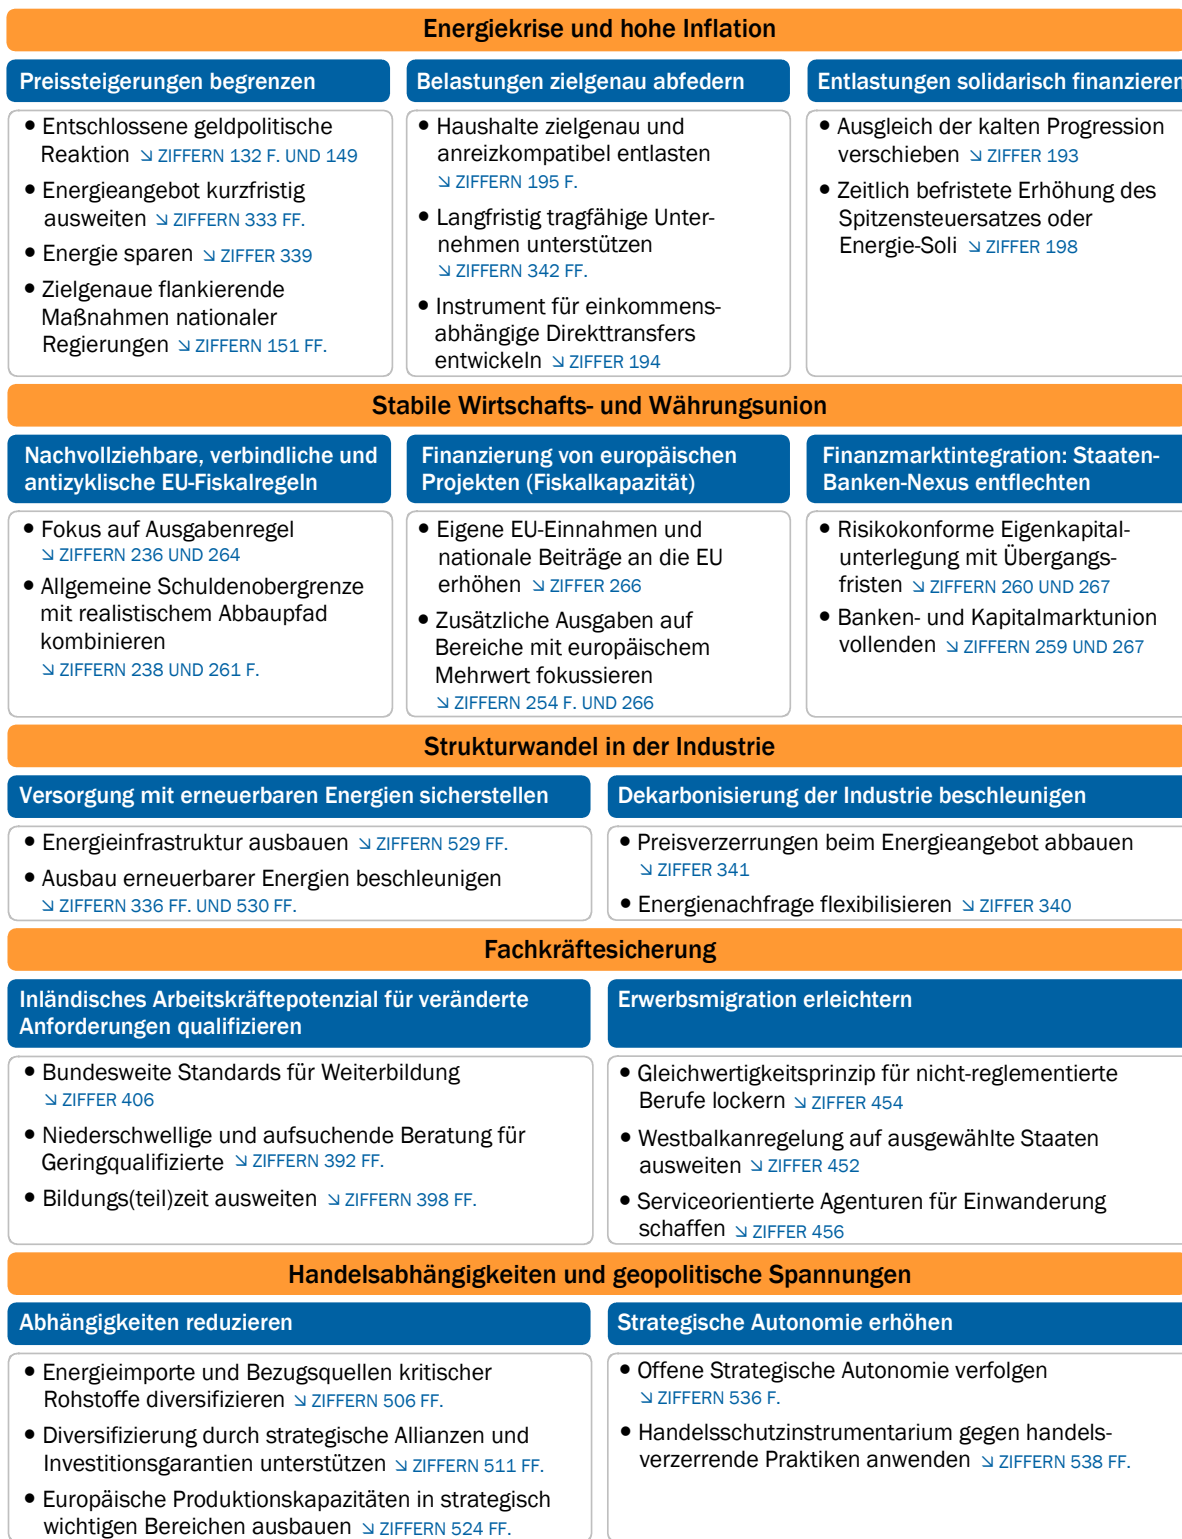 Energiekrise und hohe Inflation
Preissteigerungen begrenzen
• Entschlossene geldpolitische
Reaktion ↘ ZIFFERN 132 F. UND 149
• Energieangebot kurzfristig
ausweiten ↘ ZIFFERN 333 FF.
• Energie sparen ↘ ZIFFER 339
• Zielgenaue flankierende
Maßnahmen nationaler
Regierungen ↘ ZIFFERN 151 FF.
Belastungen zielgenau abfedern
• Haushalte zielgenau und
anreizkompatibel entlasten
↘ ZIFFERN 195 F.
• Langfristig tragfähige Unter-
nehmen unterstützen
↘ ZIFFERN 342 FF.
• Instrument für einkommens-
abhängige Direkttransfers
entwickeln ↘ ZIFFER 194
Entlastungen solidarisch finanzieren
• Ausgleich der kalten Progression
verschieben ↘ ZIFFER 193
• Zeitlich befristete Erhöhung des
Spitzensteuersatzes oder
Energie-Soli ↘ ZIFFER 198
Stabile Wirtschafts- und Währungsunion
Nachvollziehbare, verbindliche und
antizyklische EU-Fiskalregeln
• Fokus auf Ausgabenregel
↘ ZIFFERN 236 UND 264
• Allgemeine Schuldenobergrenze
mit realistischem Abbaupfad
kombinieren
↘ ZIFFERN 238 UND 261 F.
Finanzierung von europäischen
Projekten (Fiskalkapazität)
• Eigene EU-Einnahmen und
nationale Beiträge an die EU
erhöhen ↘ ZIFFER 266
• Zusätzliche Ausgaben auf
Bereiche mit europäischem
Mehrwert fokussieren
↘ ZIFFERN 254 F. UND 266
Finanzmarktintegration: Staaten-
Banken-Nexus entflechten
• Risikokonforme Eigenkapital-
unterlegung mit Übergangs-
fristen ↘ ZIFFERN 260 UND 267
• Banken- und Kapitalmarktunion
vollenden ↘ ZIFFERN 259 UND 267
Strukturwandel in der Industrie
Versorgung mit erneuerbaren Energien sicherstellen
• Energieinfrastruktur ausbauen ↘ ZIFFERN 529 FF.
• Ausbau erneuerbarer Energien beschleunigen
↘ ZIFFERN 336 FF. UND 530 FF.
Dekarbonisierung der Industrie beschleunigen
• Preisverzerrungen beim Energieangebot abbauen
↘ ZIFFER 341
• Energienachfrage flexibilisieren ↘ ZIFFER 340
Fachkräftesicherung
Inländisches Arbeitskräftepotenzial für veränderte
Anforderungen qualifizieren
• Bundesweite Standards für Weiterbildung
↘ ZIFFER 406
• Niederschwellige und aufsuchende Beratung für
Geringqualifizierte ↘ ZIFFERN 392 FF.
• Bildungs(teil)zeit ausweiten ↘ ZIFFERN 398 FF.
Erwerbsmigration erleichtern
• Gleichwertigkeitsprinzip für nicht-reglementierte
Berufe lockern ↘ ZIFFER 454
• Westbalkanregelung auf ausgewählte Staaten
ausweiten ↘ ZIFFER 452
• Serviceorientierte Agenturen für Einwanderung
schaffen ↘ ZIFFER 456
Handelsabhängigkeiten und geopolitische Spannungen
Abhängigkeiten reduzieren
• Energieimporte und Bezugsquellen kritischer
Rohstoffe diversifizieren ↘ ZIFFERN 506 FF.
• Diversifizierung durch strategische Allianzen und
Investitionsgarantien unterstützen ↘ ZIFFERN 511 FF.
• Europäische Produktionskapazitäten in strategisch
wichtigen Bereichen ausbauen ↘ ZIFFERN 524 FF.
Strategische Autonomie erhöhen
• Offene Strategische Autonomie verfolgen
↘ ZIFFERN 536 F.
• Handelsschutzinstrumentarium gegen handels-
verzerrende Praktiken anwenden ↘ ZIFFERN 538 FF.